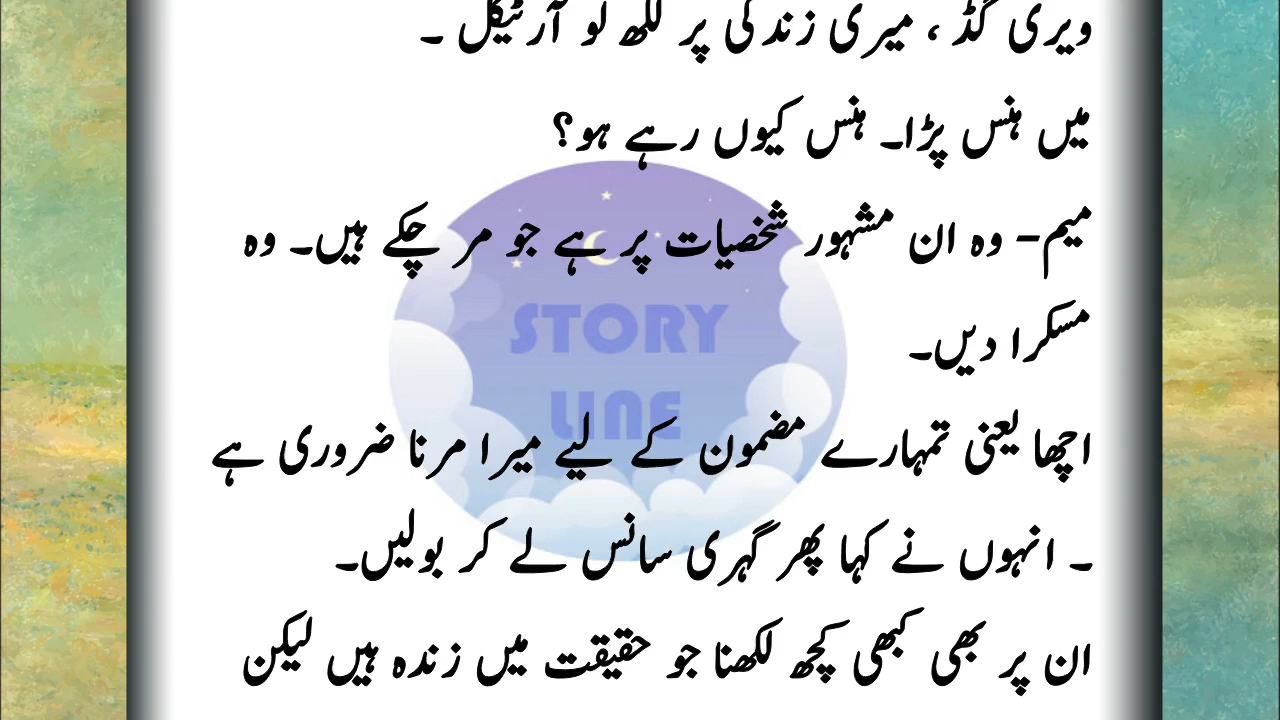 ویری گڈ ، میری زندگی پر لکھ لو آرٹیکل ۔
میں ہنس پڑا۔ ہنس کیوں رہے ہو؟
میم- وہ ان مشہور شخصیات پر ہے جو مر چکے ہیں۔ وہ
مسکرا دیں۔
STORY
LINE
اچھا یعنی تمہارے مضمون کے لیے میرا مرنا ضروری ہے
۔ انہوں نے کہا پھر گہری سانس لے کر بولیں۔
ان پر بھی کبھی کچھ لکھنا جو حقیقت میں زندہ ہیں لیکن